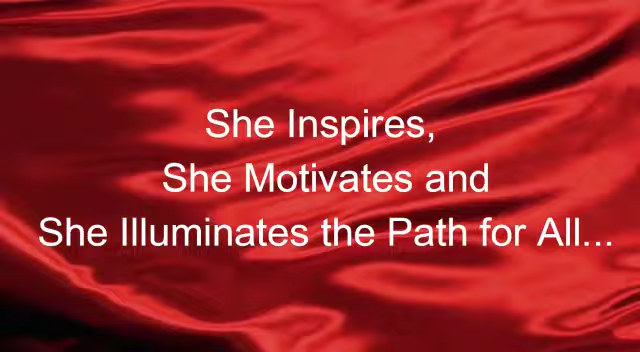 She Inspires,
She Motivates and
She Illuminates the Path for All...